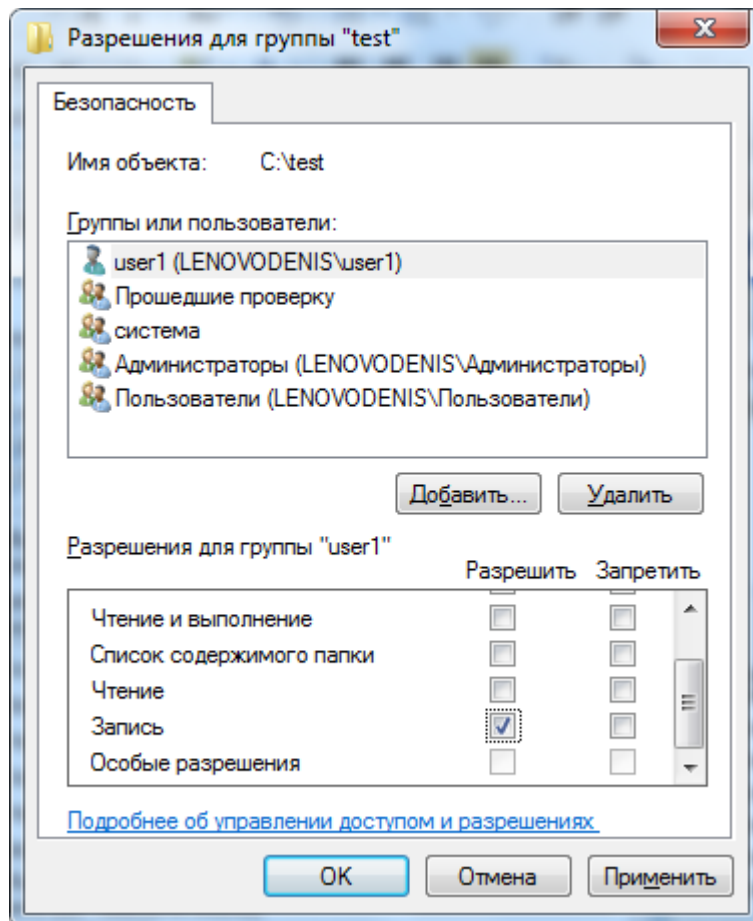 Разрешения для группы "test"
Безопасность
Имя объекта: C:\test
Группы или пользователи:
user1 (LENOVODENIS\user1)
Прошедшие проверку
система
Администраторы (LENOVODENIS\Администраторы)
Пользователи (LENOVODENIS\Пользователи)
Добавить... Удалить
Разрешения для группы "user1"
Разрешить Запретить
Чтение и выполнение
Список содержимого папки
Чтение
Запись
Особые разрешения
Подробнее об управлении доступом и разрешениях
OK Отмена Применить